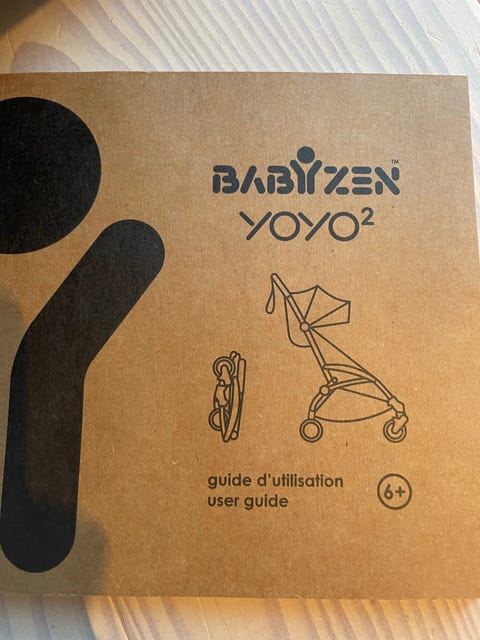 BABYZEN™
YOYO²
guide d'utilisation
user guide
6+